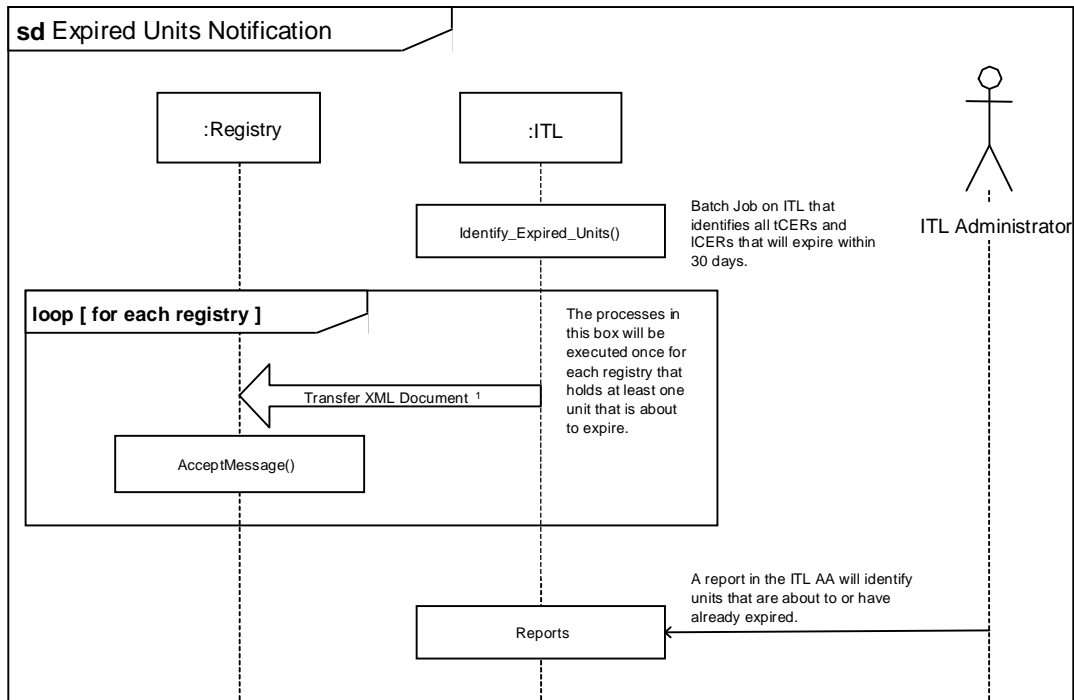 sd Expired Units Notification
:Registry
:ITL
ITL Administrator
Identify_Expired_Units()
Batch Job on ITL that
identifies all tCERs and
lCERs that will expire within
30 days.
loop [ for each registry ]
The processes in
this box will be
executed once for
each registry that
holds at least one
unit that is about
to expire.
Transfer XML Document 1
AcceptMessage()
A report in the ITL AA will identify
units that are about to or have
already expired.
Reports